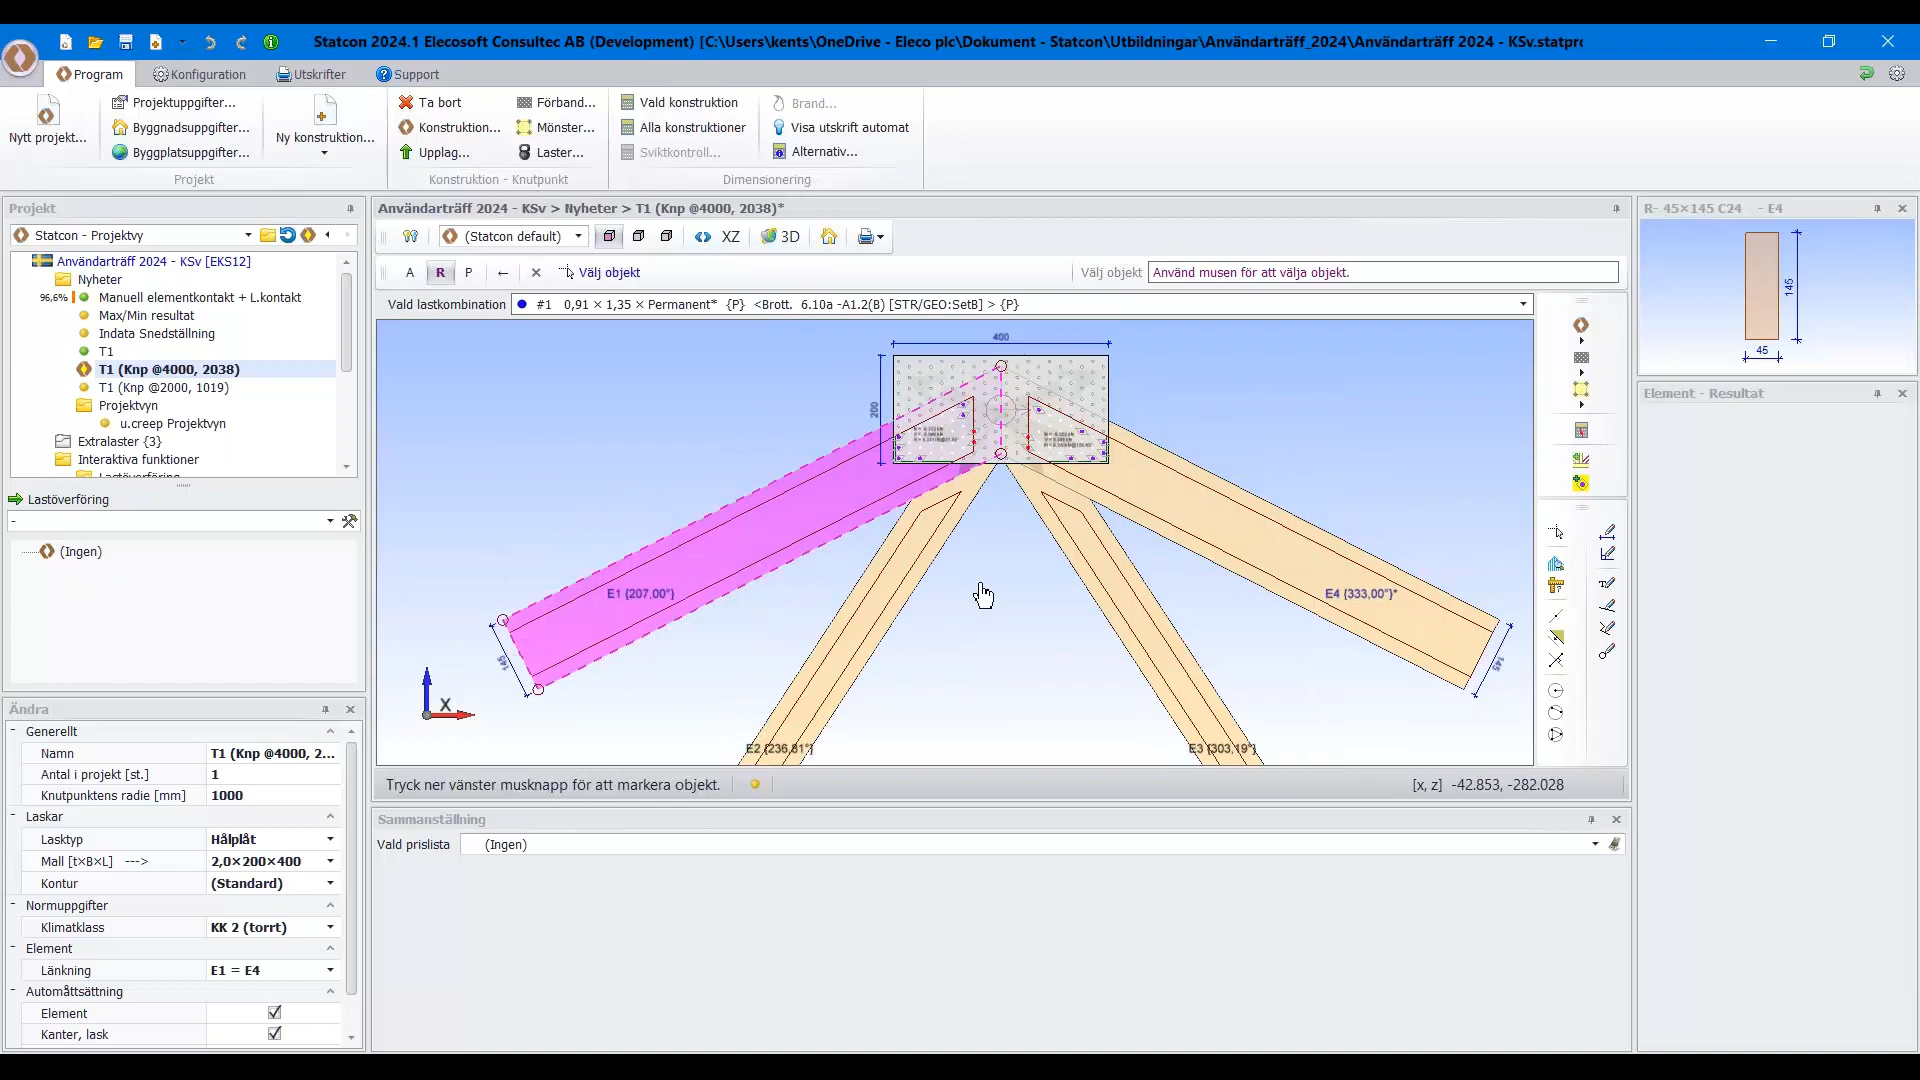 Statcon 2024.1 Elecosoft Consultec AB (Development) [C:\Users\kents\OneDrive - Eleco plc\Dokument - Statcon\Utbildningar\Användarträff_2024\Användarträff 2024 - KSv.statpro
Program
Konfiguration
Utskrifter
Support
Nytt projekt...
Projektuppgifter...
Byggnadsuppgifter...
Byggplatsuppgifter...
Projekt
Ny konstruktion...
Ta bort
Konstruktion...
Upplag...
Förband...
Mönster...
Laster...
Konstruktion - Knutpunkt
Vald konstruktion
Alla konstruktioner
Sviktkontroll...
Brand...
Visa utskrift automat
Alternativ...
Dimensionering
Projekt
Statcon - Projektvy
Användarträff 2024 - KSv [EKS12]
Nyheter
96,6% Manuell elementkontakt + L.kontakt
Max/Min resultat
Indata Snedställning
T1
T1 (Knp @4000, 2038)
T1 (Knp @2000, 1019)
Projektvyn
u.creep Projektvyn
Extralaster {3}
Interaktiva funktioner
Lastöverföring
Lastöverföring
-
(Ingen)
Ändra
Generellt
Namn T1 (Knp @4000, 2...
Antal i projekt [st.] 1
Knutpunktens radie [mm] 1000
Laskar
Lasktyp Hålplåt
Mall [t×B×L] ---> 2,0×200×400
Kontur (Standard)
Normuppgifter
Klimatklass KK 2 (torrt)
Element
Länkning E1 = E4
Automåttsättning
Element
Kanter, lask
Användarträff 2024 - KSv > Nyheter > T1 (Knp @4000, 2038)*
(Statcon default)
XZ
3D
A R P
Välj objekt
Välj objekt Använd musen för att välja objekt.
Vald lastkombination #1 0,91 × 1,35 × Permanent* {P} <Brott. 6.10a -A1.2(B) [STR/GEO:SetB] > {P}
400
200
E1 {207,00°}
E4 {333,00°}*
145
145
E2 {236,81°}
E3 {303,19°}
X
Tryck ner vänster musknapp för att markera objekt.
[x, z] -42.853, -282.028
Sammanställning
Vald prislista (Ingen)
R- 45×145 C24 - E4
145
45
Element - Resultat